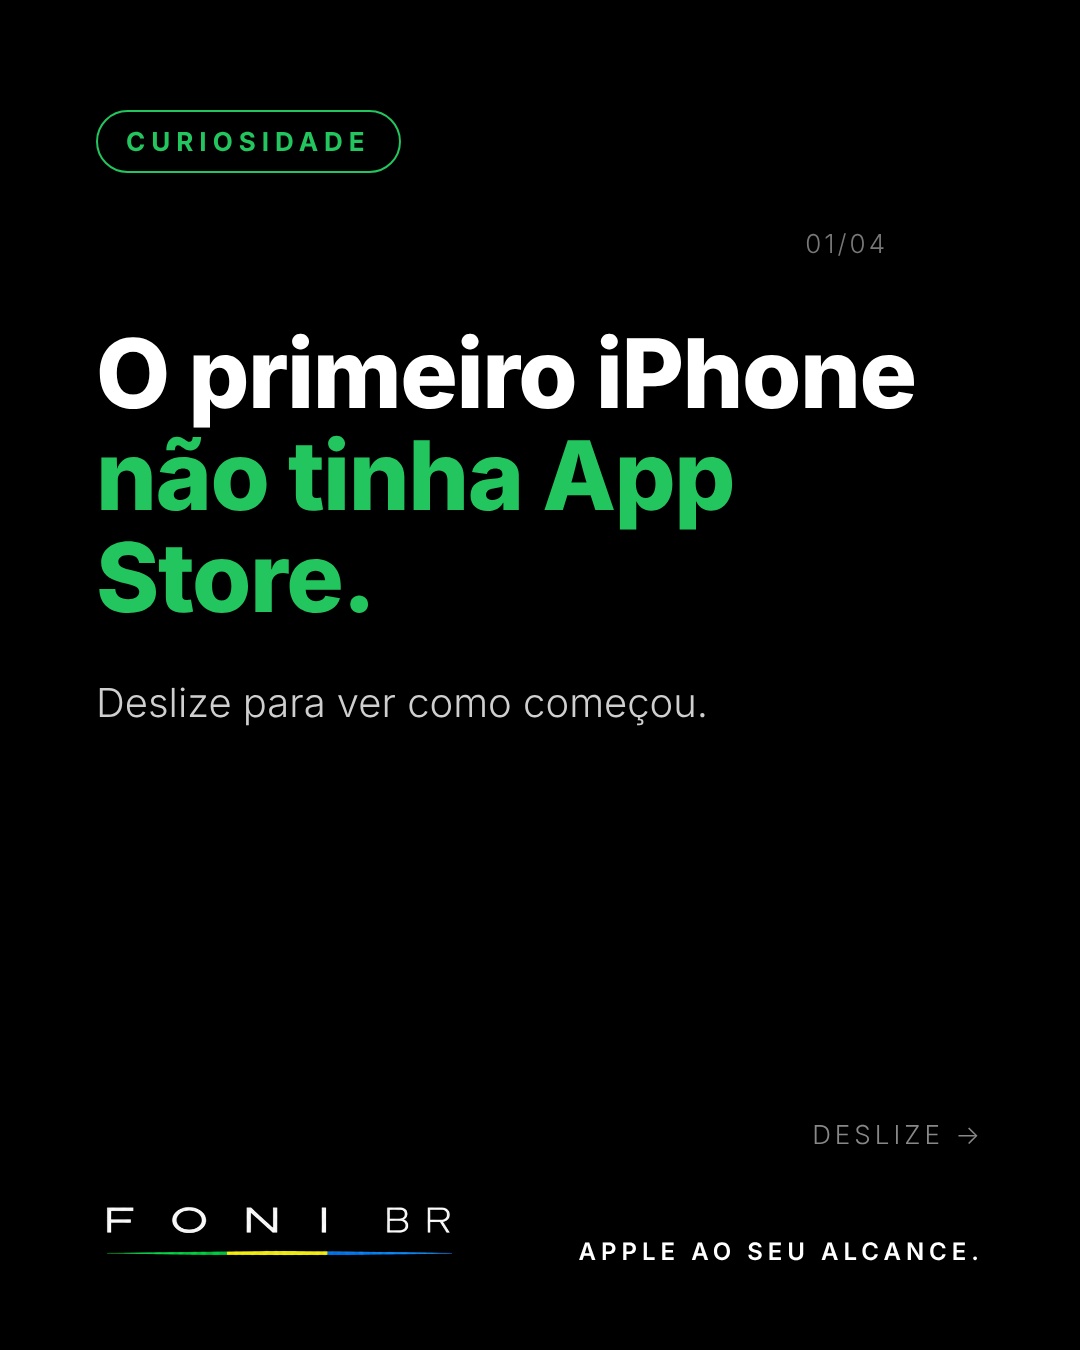 CURIOSIDADE
01/04
O primeiro iPhone
não tinha App
Store.
Deslize para ver como começou.
DESLIZE →
FONI BR
APPLE AO SEU ALCANCE.